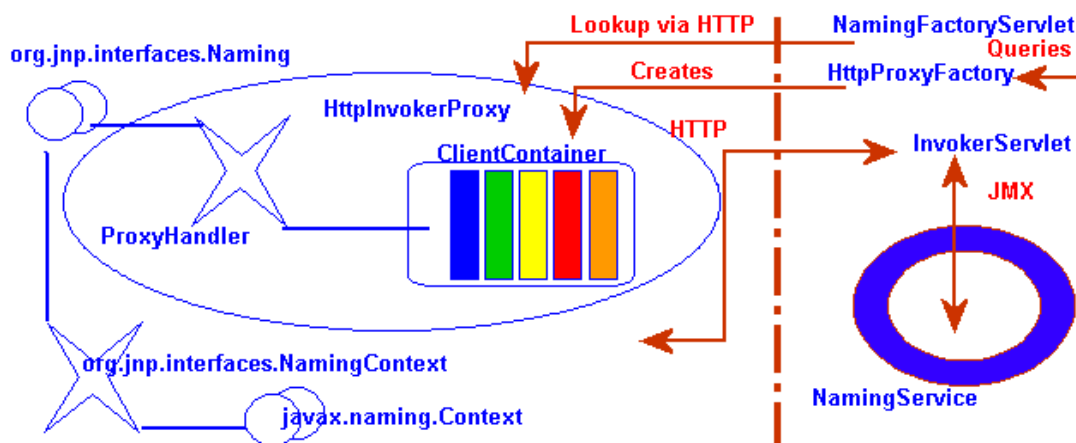 Lookup via HTTP
NamingFactoryServlet
org.jnp.interfaces.Naming
Queries
Creates
HttpProxyFactory
HttpInvokerProxy
HTTP
ClientContainer
InvokerServlet
JMX
ProxyHandler
org.jnp.interfaces.NamingContext
NamingService
javax.naming.Context